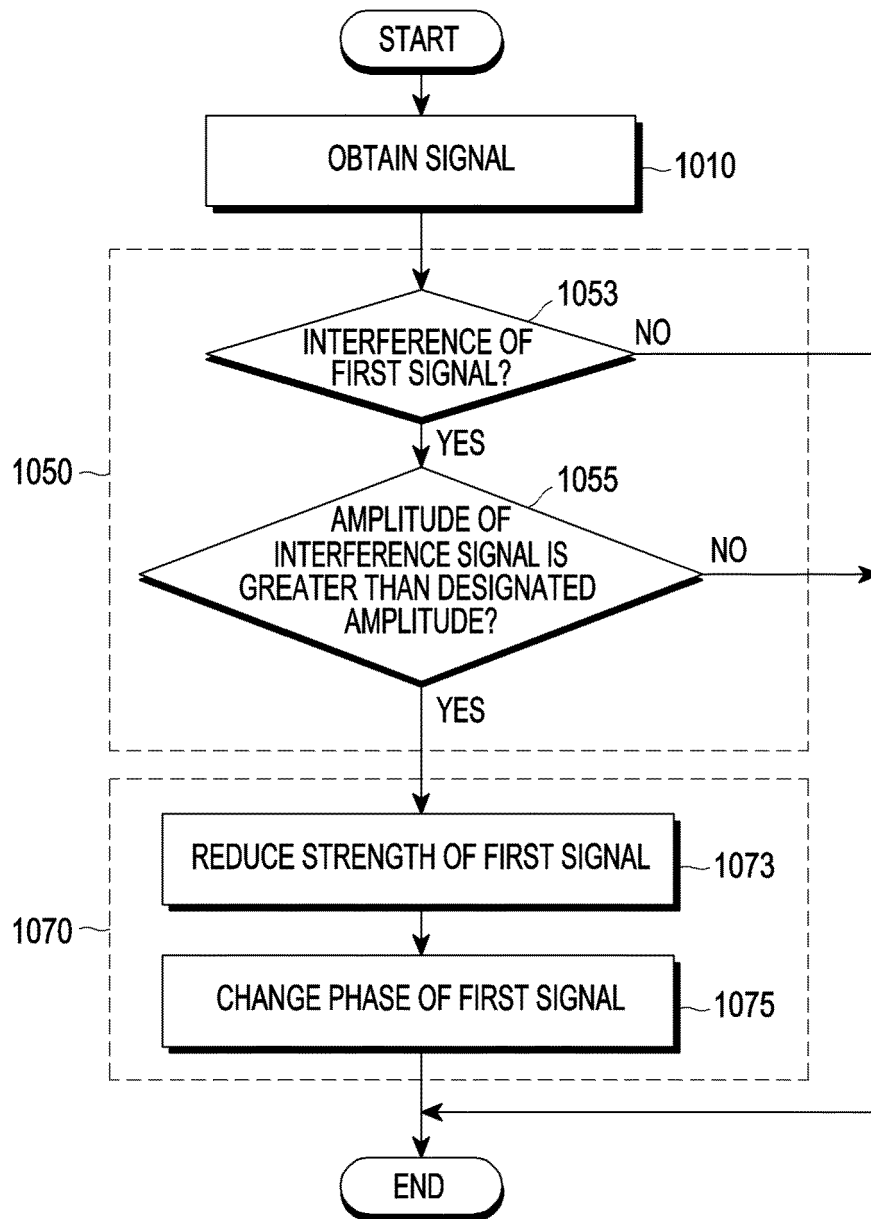 START
OBTAIN SIGNAL
1010
1053
INTERFERENCE OF
FIRST SIGNAL?
NO
YES
1050
1055
AMPLITUDE OF
INTERFERENCE SIGNAL IS
GREATER THAN DESIGNATED
AMPLITUDE?
NO
YES
REDUCE STRENGTH OF FIRST SIGNAL
1073
1070
CHANGE PHASE OF FIRST SIGNAL
1075
END